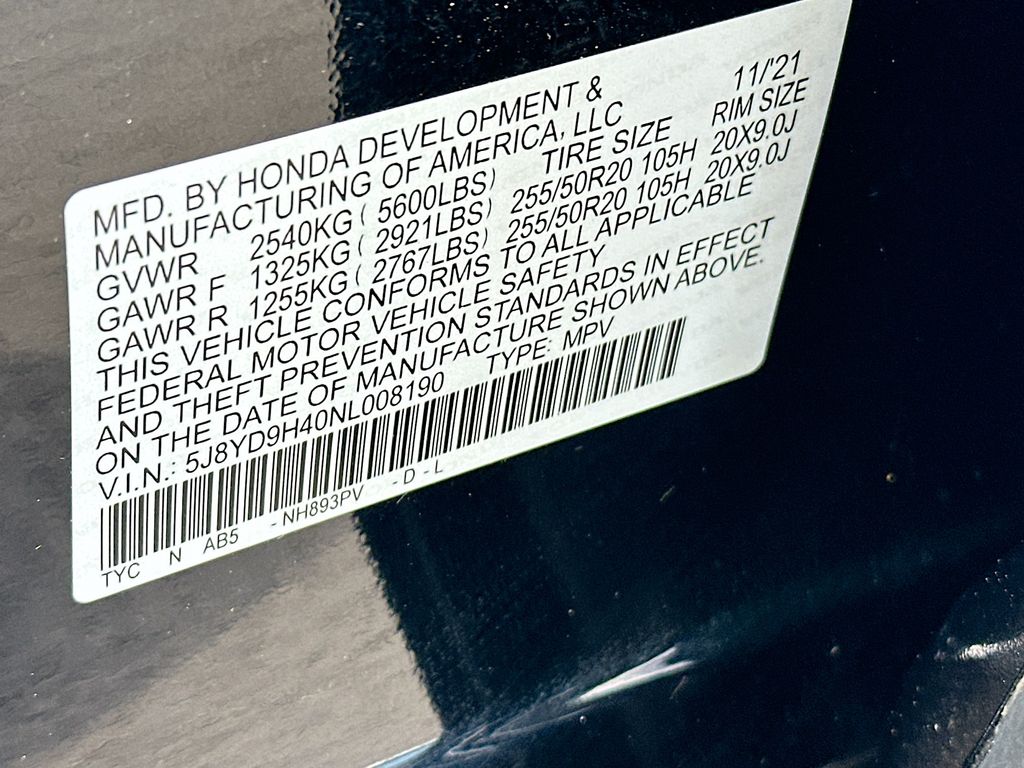 11/'21
MFD. BY HONDA DEVELOPMENT &
MANUFACTURING OF AMERICA, LLC
TIRE SIZE RIM SIZE
GVWR 2540KG ( 5600LBS)
GAWR F 1325KG ( 2921LBS) 255/50R20 105H 20X9.0J
GAWR R 1255KG ( 2767LBS) 255/50R20 105H 20X9.0J
THIS VEHICLE CONFORMS TO ALL APPLICABLE
FEDERAL MOTOR VEHICLE SAFETY
AND THEFT PREVENTION STANDARDS IN EFFECT
ON THE DATE OF MANUFACTURE SHOWN ABOVE.
V.I.N.: 5J8YD9H40NL008190 TYPE: MPV
TYC N AB5 -NH893PV -D-L